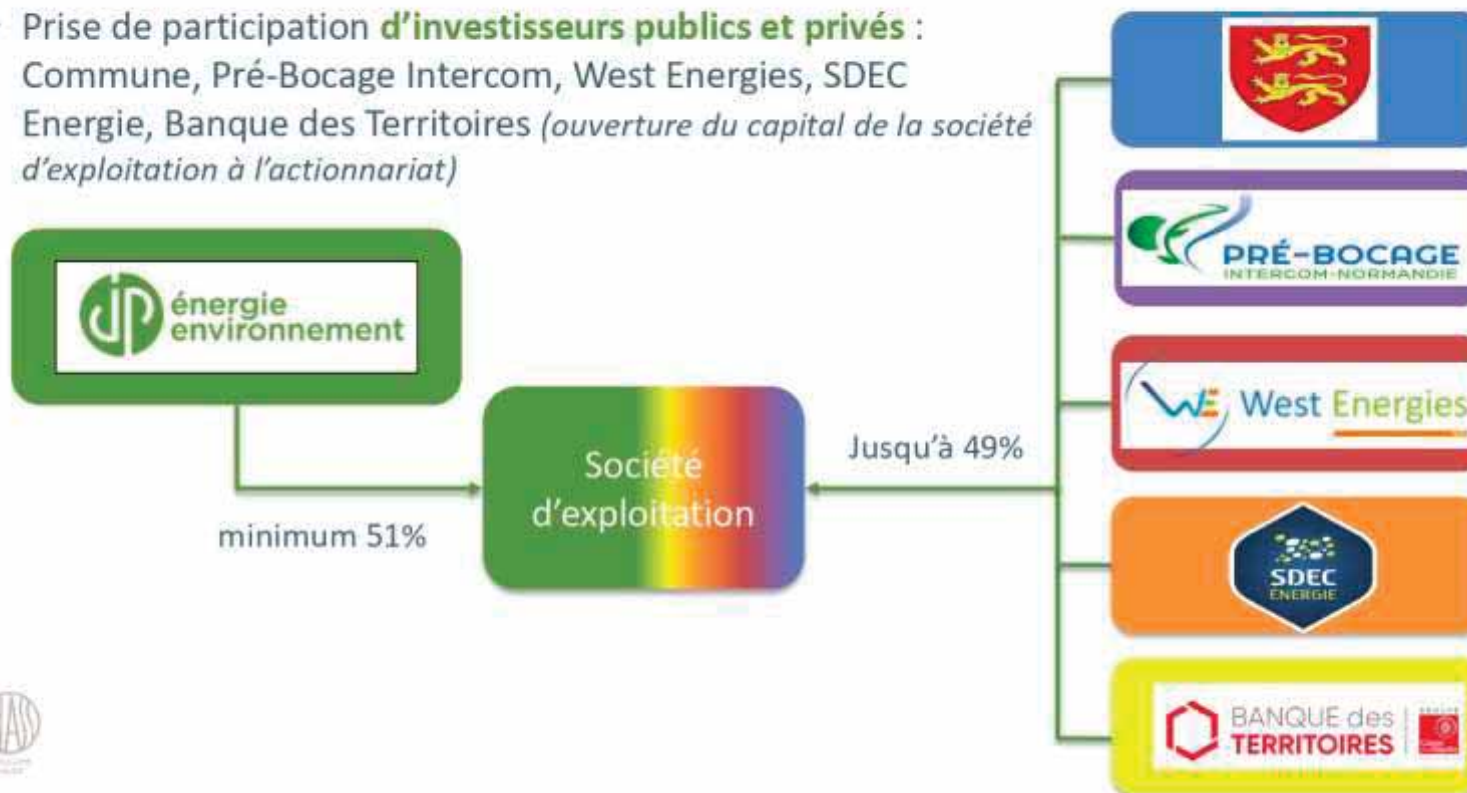 Prise de participation d'investisseurs publics et privés :
Commune, Pré-Bocage Intercom, West Energies, SDEC
Energie, Banque des Territoires (ouverture du capital de la société
d'exploitation à l'actionnariat)
énergie
environnement
minimum 51%
Société
d'exploitation
Jusqu'à 49%
PRÉ-BOCAGE
INTERCOM-NORMANDIE
WE West Energies
SDEC
ENERGIE
BANQUE des
TERRITOIRES